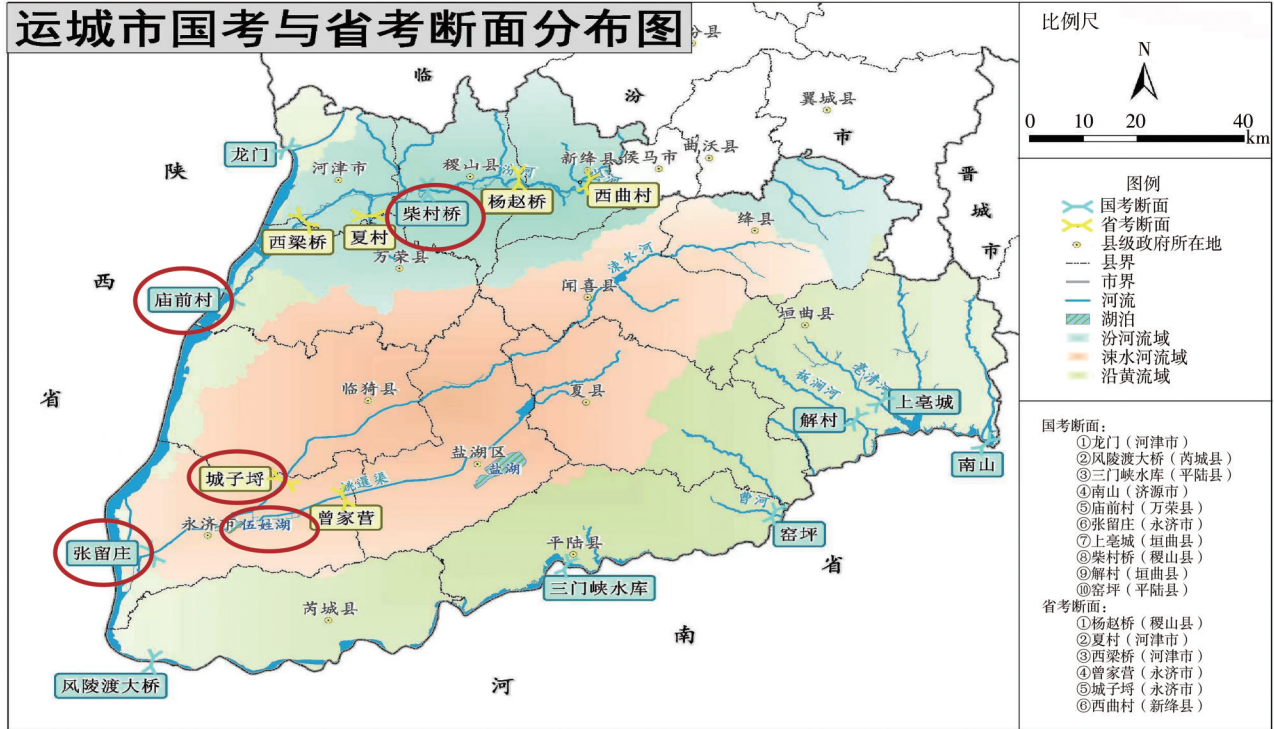 运城市国考与省考断面分布图
比例尺
N
0 10 20 40
km
图例
国考断面
省考断面
县级政府所在地
县界
市界
河流
湖泊
汾河流域
涑水河流域
沿黄流域
国考断面：
①龙门（河津市）
②风陵渡大桥（芮城县）
③三门峡水库（平陆县）
④南山（济源市）
⑤庙前村（万荣县）
⑥张留庄（永济市）
⑦上亳城（垣曲县）
⑧柴村桥（稷山县）
⑨解村（垣曲县）
⑩窑坪（平陆县）
省考断面：
①杨赵桥（稷山县）
②夏村（河津市）
③西梁桥（河津市）
④曾家营（永济市）
⑤城子埒（永济市）
⑥西曲村（新绛县）
临
汾
市
翼城县
曲沃县
侯马市
新绛县
稷山县
河津市
龙门
陕
西
省
晋
城
市
柴村桥
杨赵桥
西曲村
西梁桥
夏村
万荣县
绛县
涑水河
闻喜县
庙前村
垣曲县
板涧河
亳清河
上亳城
解村
南山
临猗县
夏县
盐湖区
盐湖
城子埒
姚暹渠
曾家营
伍姓湖
永济市
张留庄
曹河
窑坪
平陆县
三门峡水库
芮城县
风陵渡大桥
河
南
省